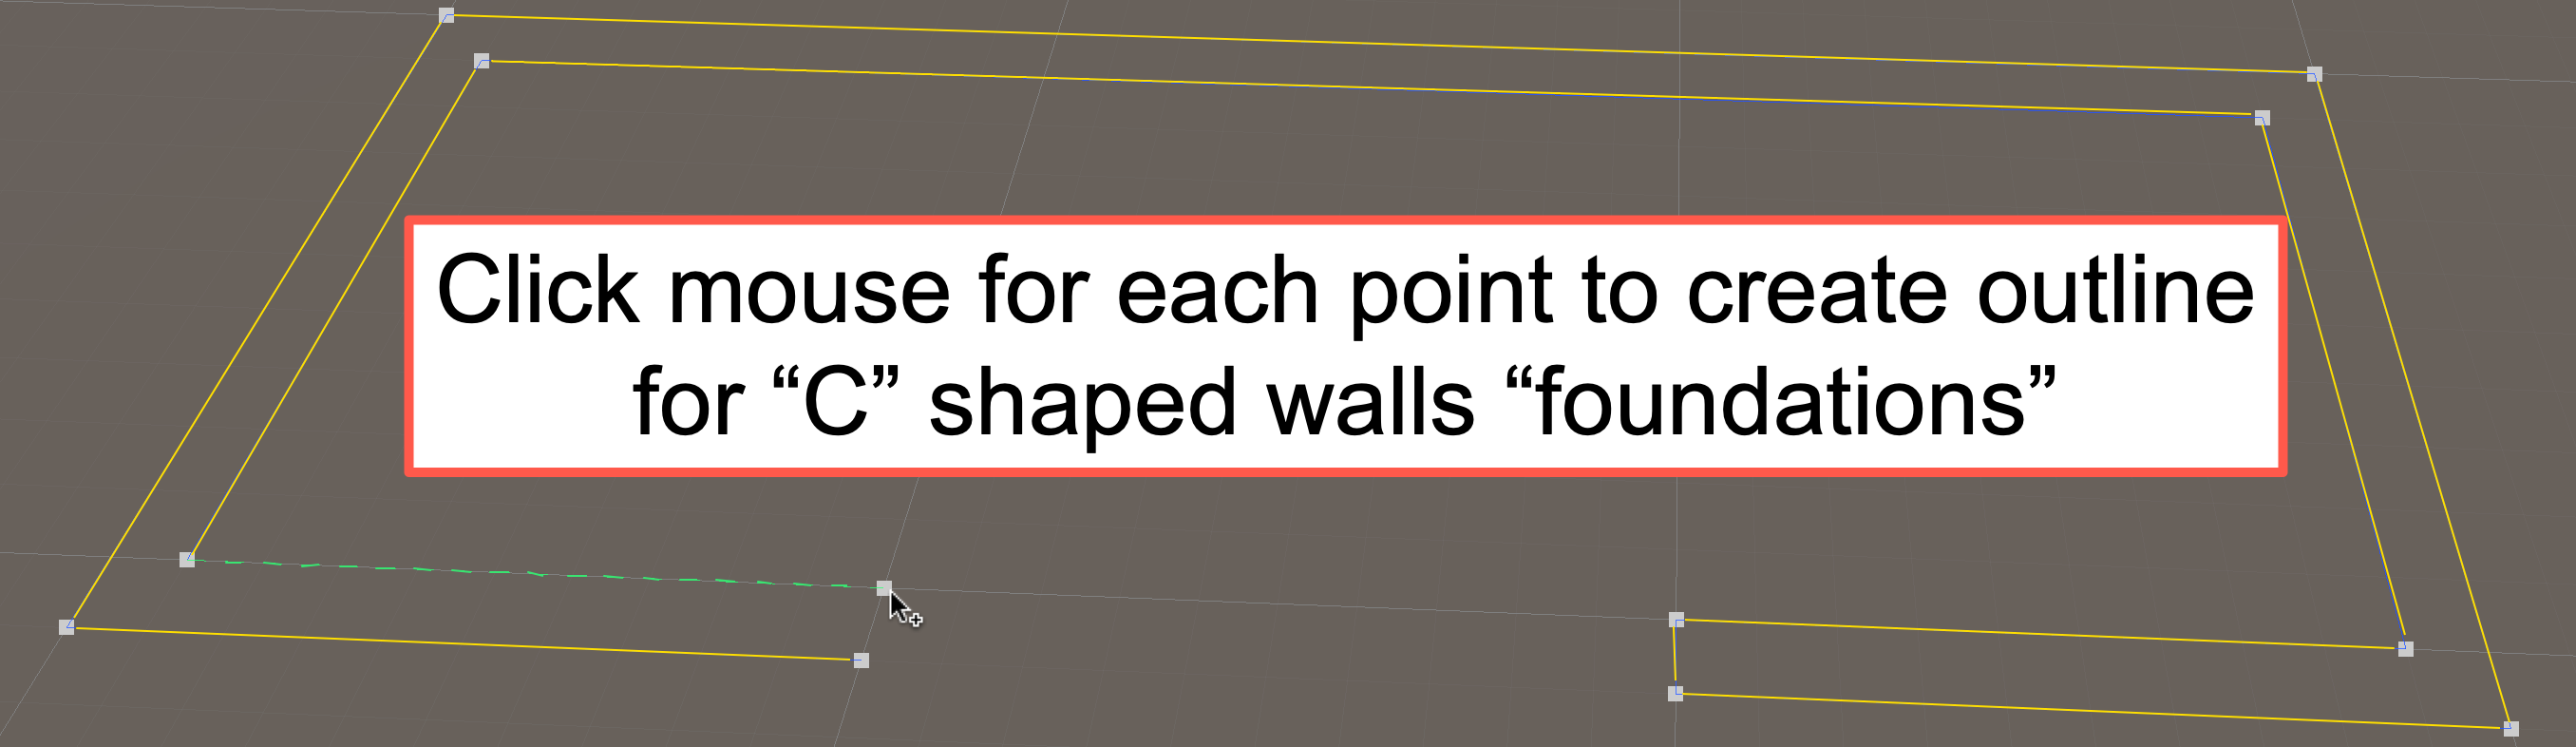 Click mouse for each point to create outline
for “C” shaped walls “foundations”